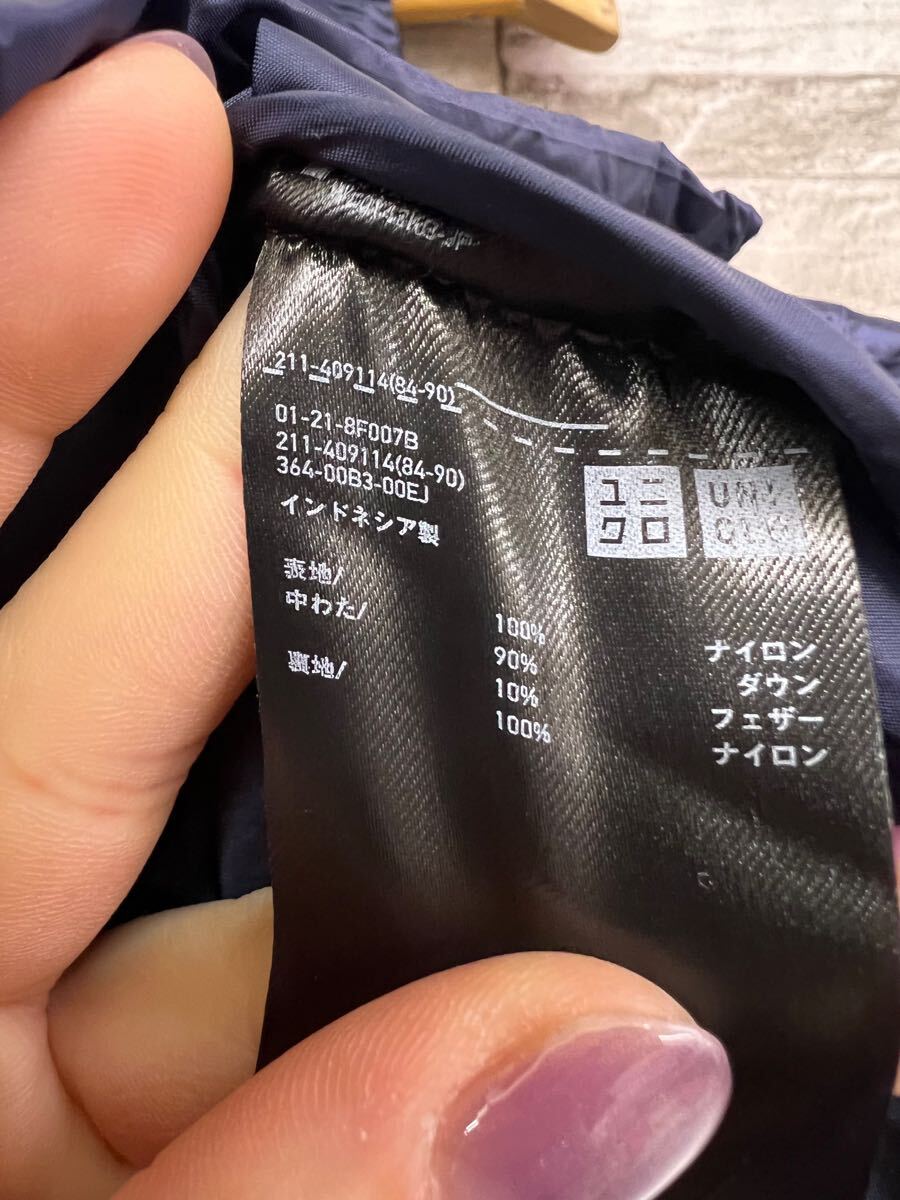 211-409114(84-90)
01-21-8F007B
211-409114(84-90)
364-00B3-00EJ
インドネシア製
ユニ
クロ
UNI
QLO
表地/ 100% ナイロン
中わた/ 90% ダウン
10% フェザー
裏地/ 100% ナイロン